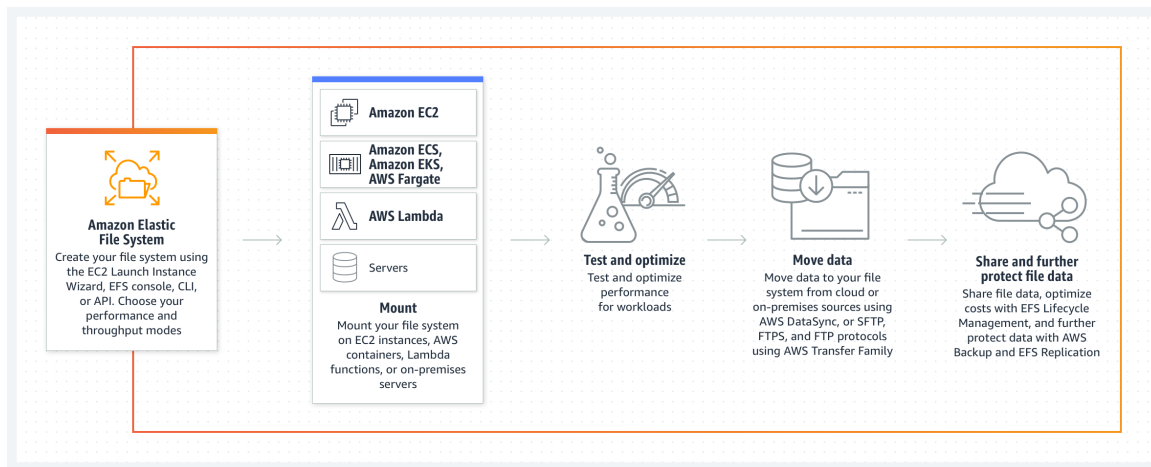 Amazon Elastic
File System
Create your file system using
the EC2 Launch Instance
Wizard, EFS console, CLI,
or API. Choose your
performance and
throughput modes
Amazon EC2
Amazon ECS,
Amazon EKS,
AWS Fargate
AWS Lambda
Servers
Mount
Mount your file system
on EC2 instances, AWS
containers, Lambda
functions, or on-premises
servers
Test and optimize
Test and optimize
performance
for workloads
Move data
Move data to your file
system from cloud or
on-premises sources using
AWS DataSync, or SFTP,
FTPS, and FTP protocols
using AWS Transfer Family
Share and further
protect file data
Share file data, optimize
costs with EFS Lifecycle
Management, and further
protect data with AWS
Backup and EFS Replication